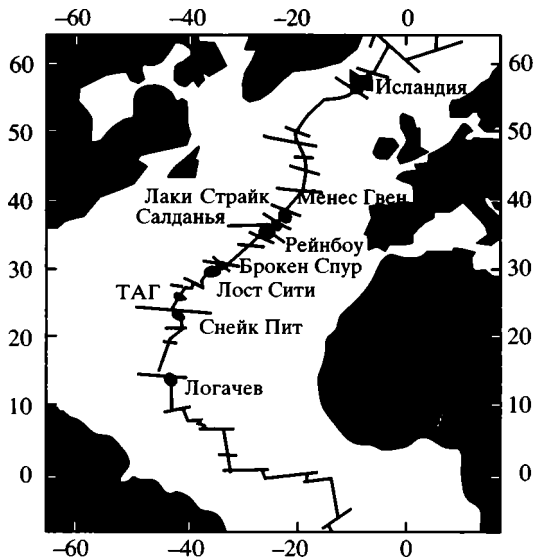 −60 −40 −20 0
60 60
Исландия
50 50
Лаки Страйк Менес Гвен
40 40
Салданья
Рейнбоу
30 Брокен Спур 30
ТАГ Лост Сити
20 Снейк Пит 20
Логачев
10 10
0 0
−60 −40 −20 0